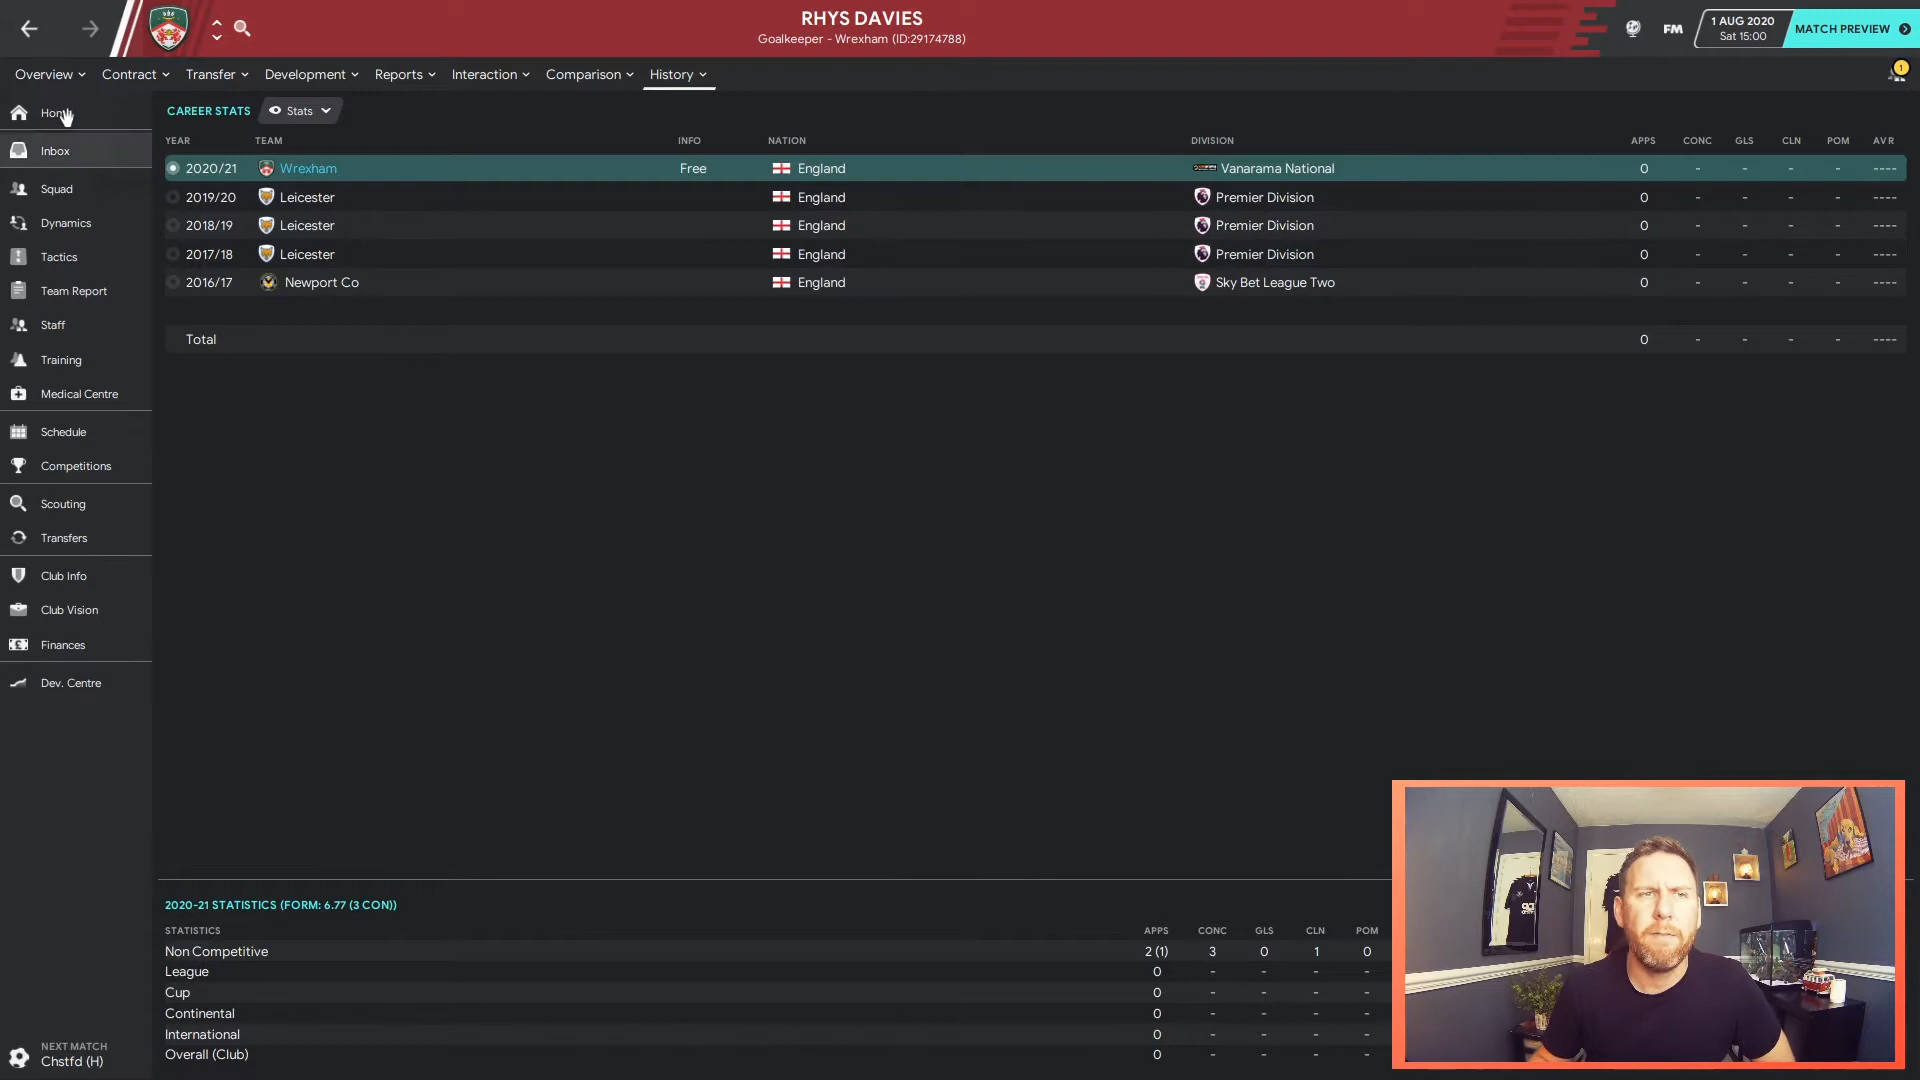 RHYS DAVIES
Goalkeeper - Wrexham (ID:29174788)
FM
1 AUG 2020
Sat 15:00
MATCH PREVIEW
Overview Contract Transfer Development Reports Interaction Comparison History
1
Home
Inbox
Squad
Dynamics
Tactics
Team Report
Staff
Training
Medical Centre
Schedule
Competitions
Scouting
Transfers
Club Info
Club Vision
Finances
Dev. Centre
NEXT MATCH
Chstfd (H)
CAREER STATS Stats
YEAR TEAM INFO NATION DIVISION APPS CONC GLS CLN POM AV R
2020/21 Wrexham Free England Vanarama National 0 - - - - ----
2019/20 Leicester England Premier Division 0 - - - - ----
2018/19 Leicester England Premier Division 0 - - - - ----
2017/18 Leicester England Premier Division 0 - - - - ----
2016/17 Newport Co England Sky Bet League Two 0 - - - - ----
Total 0 - - - - ----
2020-21 STATISTICS (FORM: 6.77 (3 CON))
STATISTICS APPS CONC GLS CLN POM
Non Competitive 2 (1) 3 0 1 0
League 0 - - - -
Cup 0 - - - -
Continental 0 - - - -
International 0 - - - -
Overall (Club) 0 - - - -